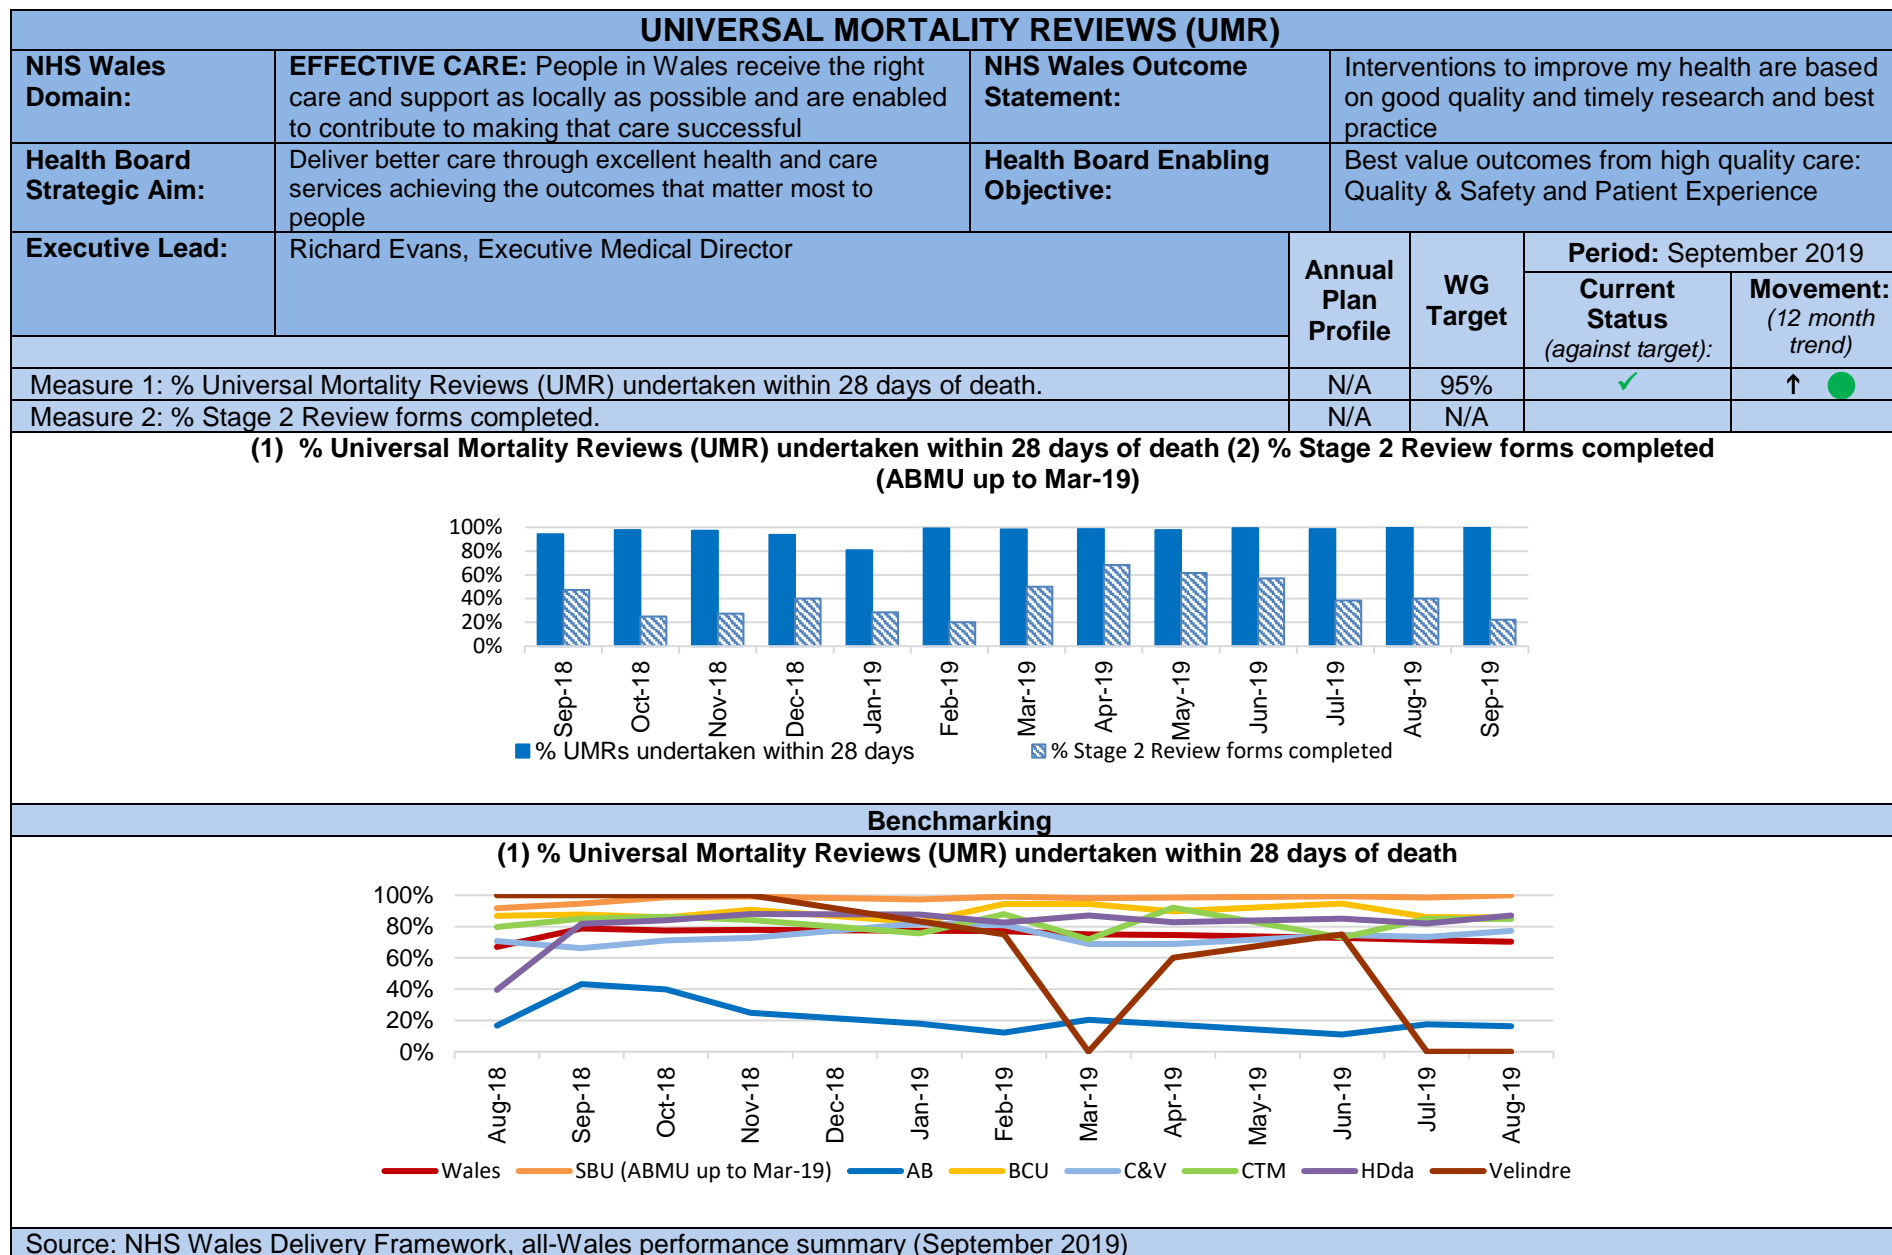 UNIVERSAL MORTALITY REVIEWS (UMR)
NHS Wales
Domain:
EFFECTIVE CARE: People in Wales receive the right
care and support as locally as possible and are enabled
to contribute to making that care successful
NHS Wales Outcome
Statement:
Interventions to improve my health are based
on good quality and timely research and best
practice
Health Board
Strategic Aim:
Deliver better care through excellent health and care
services achieving the outcomes that matter most to
people
Health Board Enabling
Objective:
Best value outcomes from high quality care:
Quality & Safety and Patient Experience
Executive Lead:
Richard Evans, Executive Medical Director
Annual
Plan
Profile
WG
Target
Period: September 2019
Current
Status
(against target):
Movement:
(12 month
trend)
Measure 1: % Universal Mortality Reviews (UMR) undertaken within 28 days of death.
N/A
95%
✓
↑
Measure 2: % Stage 2 Review forms completed.
N/A
N/A
(1) % Universal Mortality Reviews (UMR) undertaken within 28 days of death (2) % Stage 2 Review forms completed
(ABMU up to Mar-19)
100%
80%
60%
40%
20%
0%
Sep-18
Oct-18
Nov-18
Dec-18
Jan-19
Feb-19
Mar-19
Apr-19
May-19
Jun-19
Jul-19
Aug-19
Sep-19
% UMRs undertaken within 28 days
% Stage 2 Review forms completed
Benchmarking
(1) % Universal Mortality Reviews (UMR) undertaken within 28 days of death
100%
80%
60%
40%
20%
0%
Aug-18
Sep-18
Oct-18
Nov-18
Dec-18
Jan-19
Feb-19
Mar-19
Apr-19
May-19
Jun-19
Jul-19
Aug-19
Wales
SBU (ABMU up to Mar-19)
AB
BCU
C&V
CTM
HDda
Velindre
Source: NHS Wales Delivery Framework, all-Wales performance summary (September 2019)